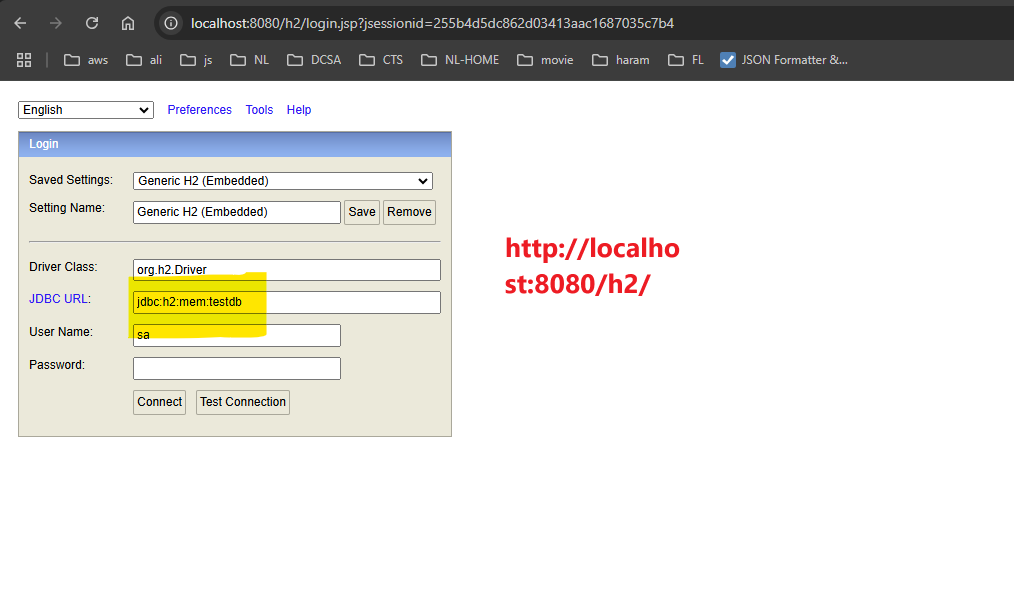 localhost:8080/h2/login.jsp?jsessionid=255b4d5dc862d03413aac1687035c7b4
aws ali js NL DCSA CTS NL-HOME movie haram FL JSON Formatter &...
English Preferences Tools Help
Login
Saved Settings: Generic H2 (Embedded)
Setting Name: Generic H2 (Embedded) Save Remove
http://localho
st:8080/h2/
Driver Class: org.h2.Driver
JDBC URL: jdbc:h2:mem:testdb
User Name: sa
Password:
Connect Test Connection